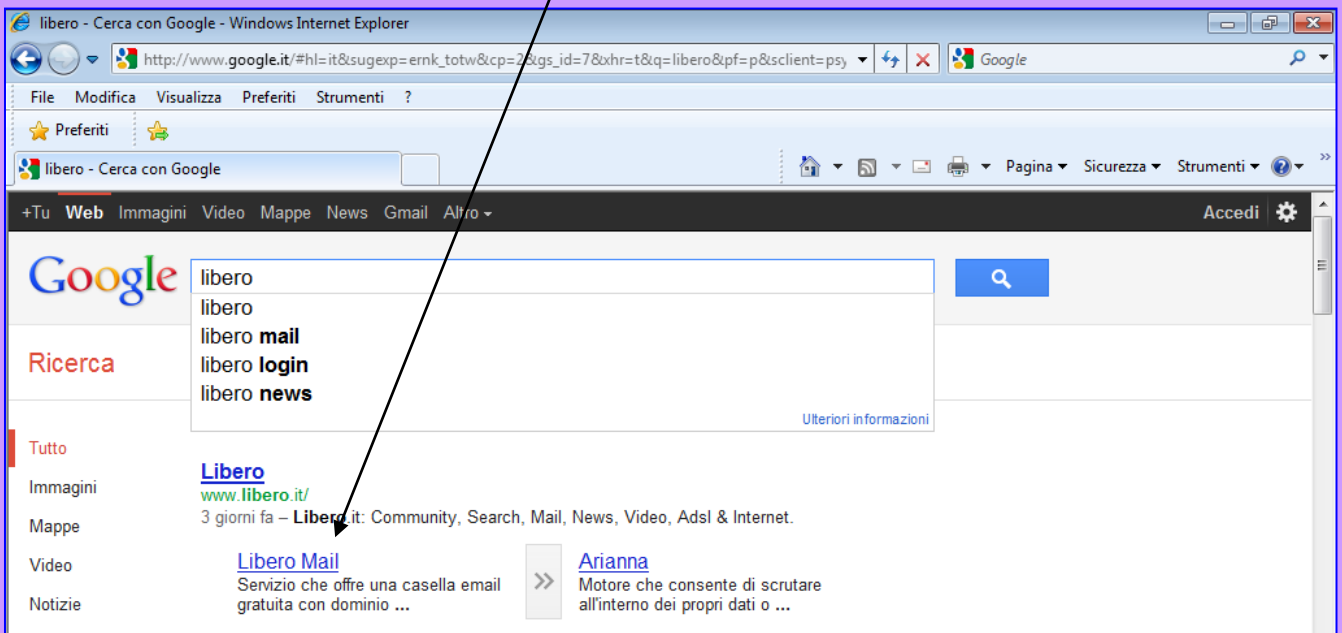 libero - Cerca con Google - Windows Internet Explorer
http://www.google.it/#hl=it&sugexp=ernk_totw&cp=2&gs_id=7&xhr=t&q=libero&pf=p&sclient=psy
Google
File Modifica Visualizza Preferiti Strumenti ?
Preferiti
libero - Cerca con Google
Pagina Sicurezza Strumenti
+Tu Web Immagini Video Mappe News Gmail Altro
Accedi
Google
libero
libero
libero mail
libero login
libero news
Ulteriori informazioni
Ricerca
Tutto
Immagini
Mappe
Video
Notizie
Libero
www.libero.it/
3 giorni fa – Libero.it: Community, Search, Mail, News, Video, Adsl & Internet.
Libero Mail
Servizio che offre una casella email
gratuita con dominio ...
Arianna
Motore che consente di scrutare
all'interno dei propri dati o ...